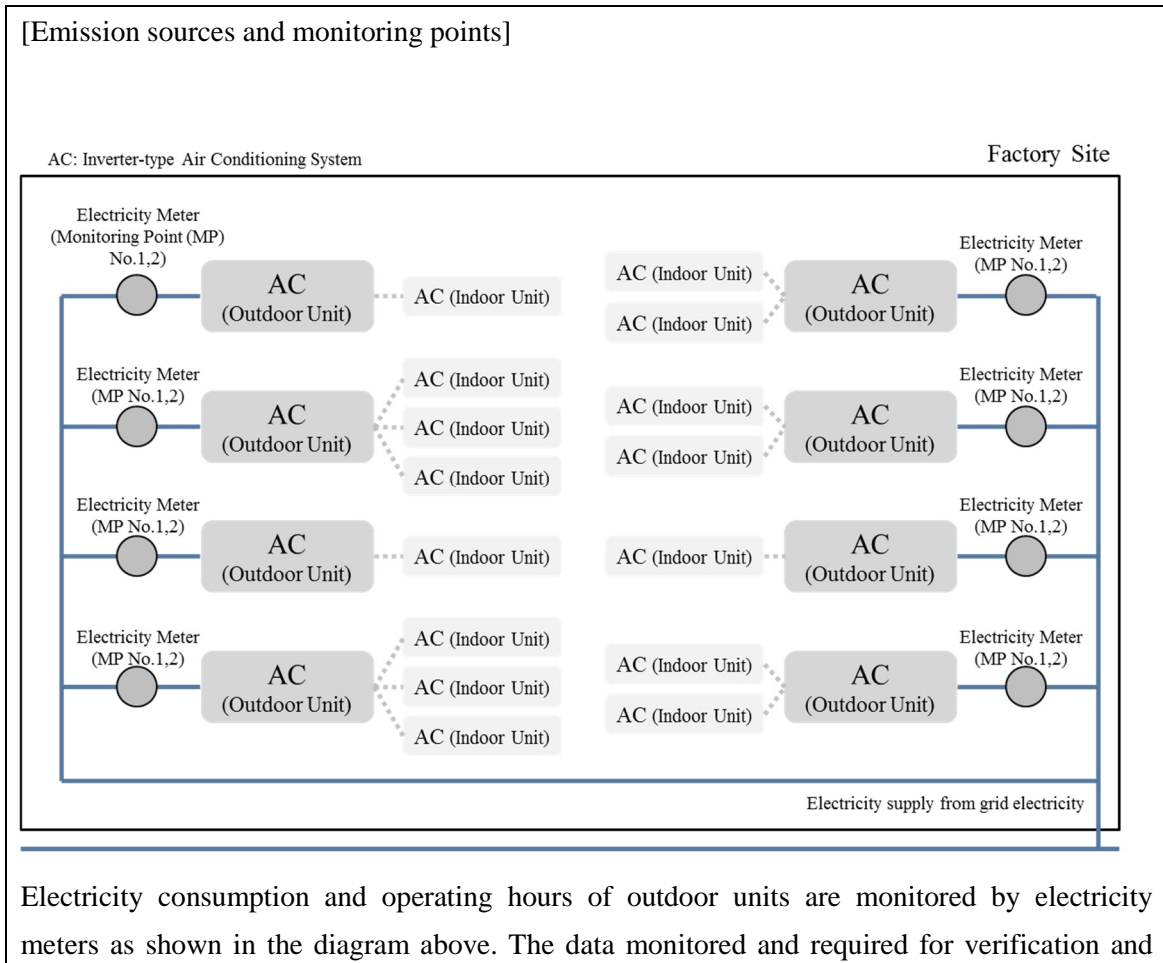 [Emission sources and monitoring points]
AC: Inverter-type Air Conditioning System
Factory Site
Electricity Meter
(Monitoring Point (MP)
No.1,2)
AC
(Outdoor Unit)
AC (Indoor Unit)
AC (Indoor Unit)
AC (Indoor Unit)
AC
(Outdoor Unit)
Electricity Meter
(MP No.1,2)
Electricity Meter
(MP No.1,2)
AC
(Outdoor Unit)
AC (Indoor Unit)
AC (Indoor Unit)
AC (Indoor Unit)
AC (Indoor Unit)
AC (Indoor Unit)
AC
(Outdoor Unit)
Electricity Meter
(MP No.1,2)
Electricity Meter
(MP No.1,2)
AC
(Outdoor Unit)
AC (Indoor Unit)
AC (Indoor Unit)
AC
(Outdoor Unit)
Electricity Meter
(MP No.1,2)
Electricity Meter
(MP No.1,2)
AC
(Outdoor Unit)
AC (Indoor Unit)
AC (Indoor Unit)
AC (Indoor Unit)
AC (Indoor Unit)
AC (Indoor Unit)
AC
(Outdoor Unit)
Electricity Meter
(MP No.1,2)
Electricity supply from grid electricity
Electricity consumption and operating hours of outdoor units are monitored by electricity
meters as shown in the diagram above. The data monitored and required for verification and